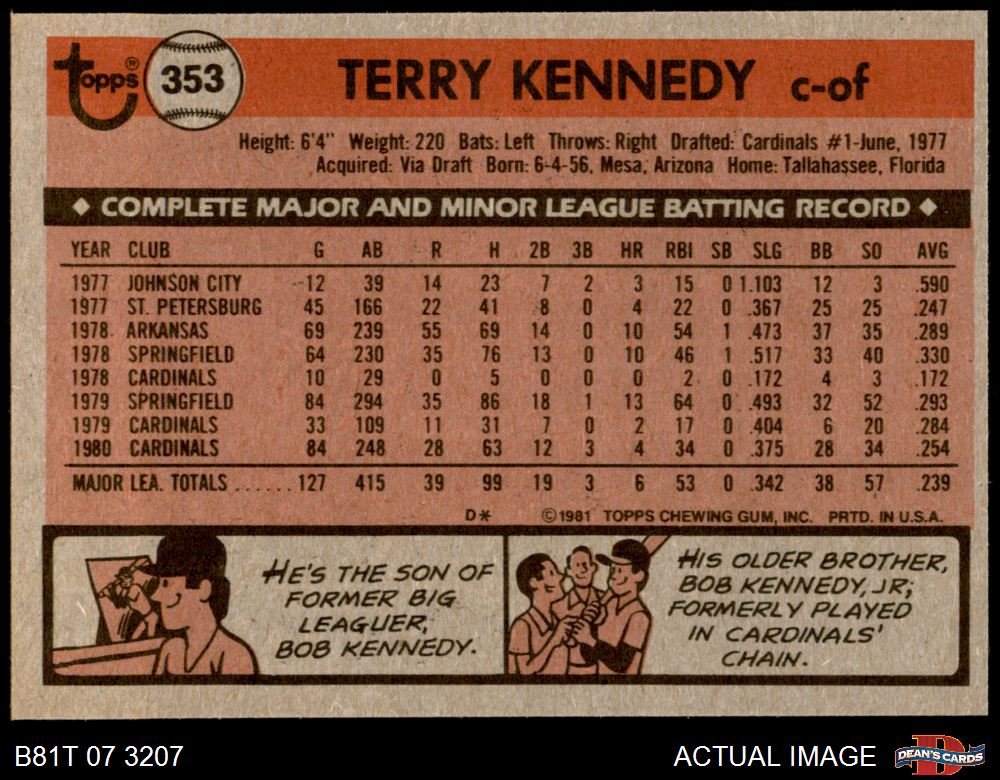 Topps®
353
TERRY KENNEDY c-of
Height: 6'4" Weight: 220 Bats: Left Throws: Right Drafted: Cardinals #1-June, 1977
Acquired: Via Draft Born: 6-4-56, Mesa, Arizona Home: Tallahassee, Florida
◆ COMPLETE MAJOR AND MINOR LEAGUE BATTING RECORD ◆
YEAR CLUB G AB R H 2B 3B HR RBI SB SLG BB SO AVG
1977 JOHNSON CITY 12 39 14 23 7 2 3 15 0 1.103 12 3 .590
1977 ST. PETERSBURG 45 166 22 41 8 0 4 22 0 .367 25 25 .247
1978 ARKANSAS 69 239 55 69 14 0 10 54 1 .473 37 35 .289
1978 SPRINGFIELD 64 230 35 76 13 0 10 46 1 .517 33 40 .330
1978 CARDINALS 10 29 0 5 0 0 0 2 0 .172 4 3 .172
1979 SPRINGFIELD 84 294 35 86 18 1 13 64 0 .493 32 52 .293
1979 CARDINALS 33 109 11 31 7 0 2 17 0 .404 6 20 .284
1980 CARDINALS 84 248 28 63 12 3 4 34 0 .375 28 34 .254
MAJOR LEA. TOTALS ...... 127 415 39 99 19 3 6 53 0 .342 38 57 .239
D* ©1981 TOPPS CHEWING GUM, INC. PRTD. IN U.S.A.
HE'S THE SON OF
FORMER BIG
LEAGUER,
BOB KENNEDY.
HIS OLDER BROTHER,
BOB KENNEDY, JR;
FORMERLY PLAYED
IN CARDINALS'
CHAIN.
B81T 07 3207
ACTUAL IMAGE
DEAN'S CARDS